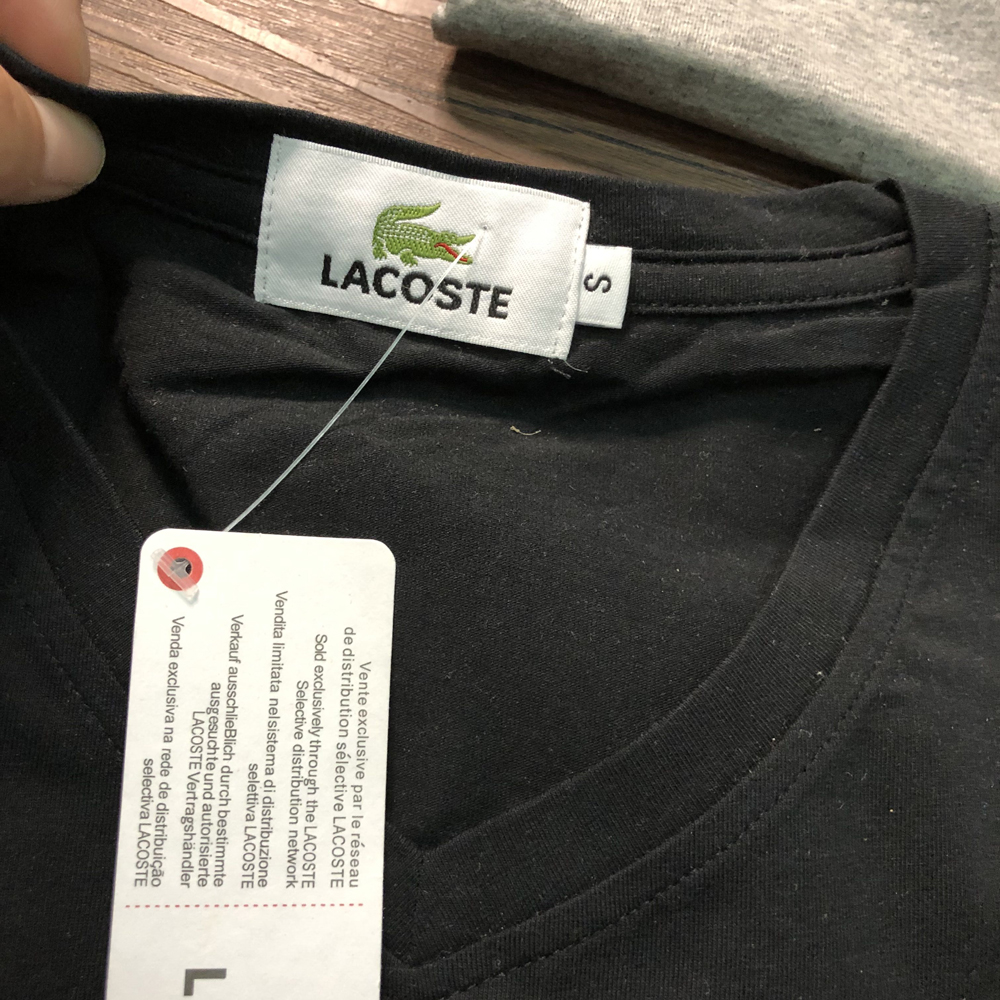 LACOSTE
S
Vente exclusive par le réseau
de distribution sélective LACOSTE
Sold exclusively through the LACOSTE
Selective distribution network
Vendita limitata nelsistema di distribuzione
selettiva LACOSTE
Verkauf ausschließlich durch bestimmte
ausgesuchte und autorisierte
LACOSTE Vertragshändler
Venda exclusiva na rede de distribuição
selectiva LACOSTE
L